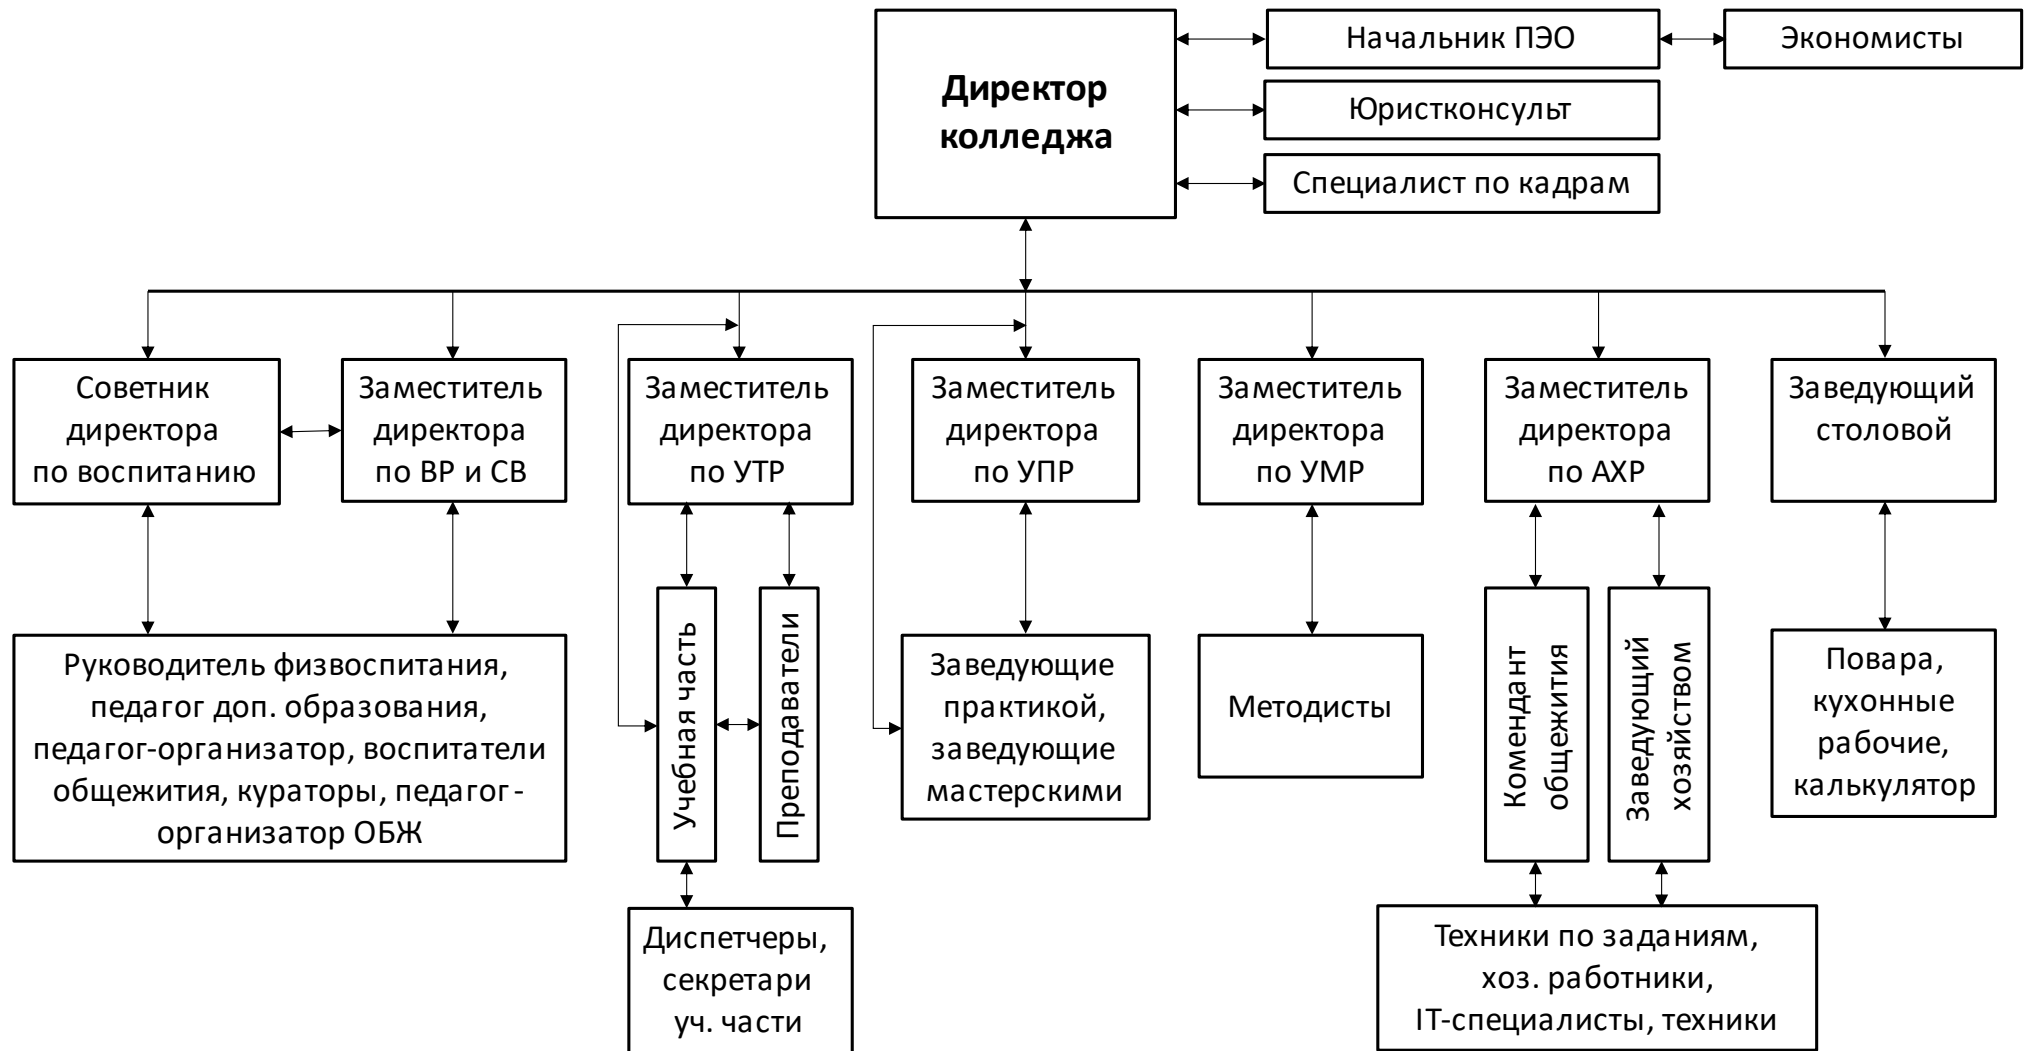 Директор
колледжа
Начальник ПЭО
Экономисты
Юристконсульт
Специалист по кадрам
Советник
директора
по воспитанию
Заместитель
директора
по ВР и СВ
Заместитель
директора
по УТР
Заместитель
директора
по УПР
Заместитель
директора
по УМР
Заместитель
директора
по АХР
Заведующий
столовой
Руководитель физвоспитания,
педагог доп. образования,
педагог-организатор, воспитатели
общежития, кураторы, педагог-
организатор ОБЖ
Учебная часть
Преподаватели
Заведующие
практикой,
заведующие
мастерскими
Методисты
Комендант
общежития
Заведующий
хозяйством
Повара,
кухонные
рабочие,
калькулятор
Диспетчеры,
секретари
уч. части
Техники по заданиям,
хоз. работники,
IT-специалисты, техники